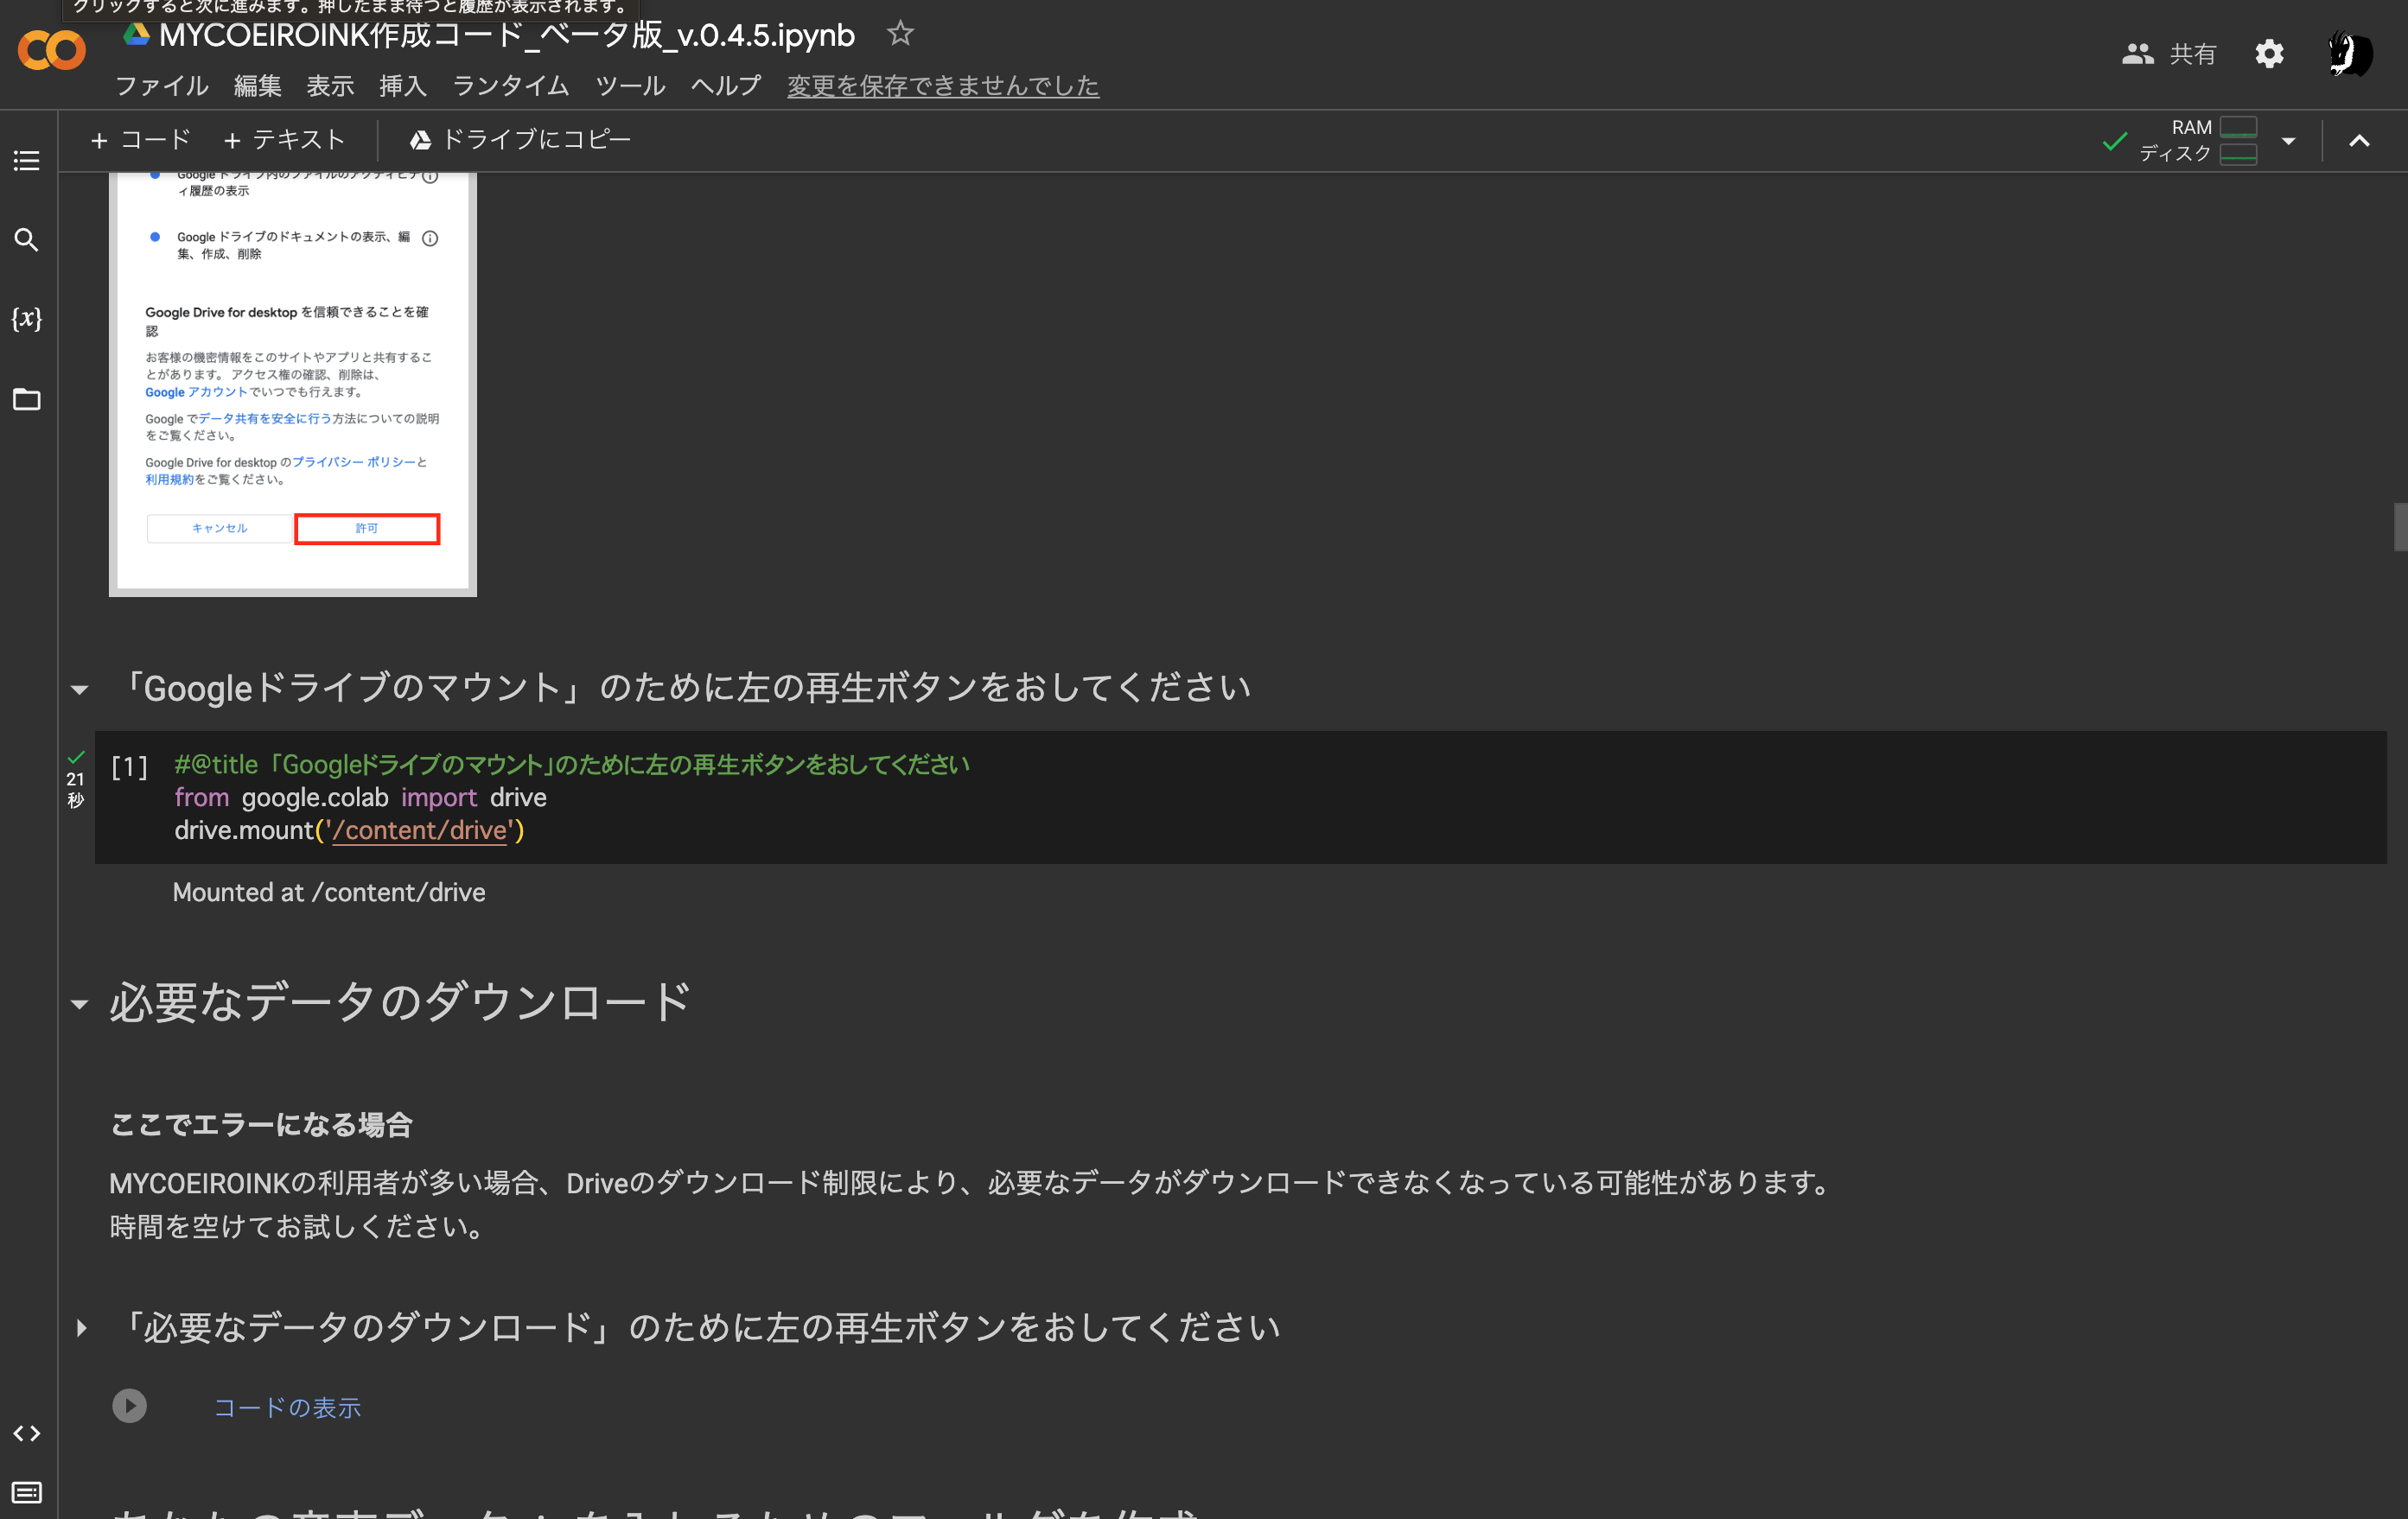 クリックすると次に進みます。押したまま待つと履歴が表示されます。
MYCOEIROINK作成コード_ベータ版_v.0.4.5.ipynb
共有
ファイル 編集 表示 挿入 ランタイム ツール ヘルプ 変更を保存できませんでした
+ コード + テキスト ドライブにコピー
RAM
ディスク
{x}
Google ドライブ内のファイルのアクティビテ
ィ履歴の表示
Google ドライブのドキュメントの表示、編
集、作成、削除
Google Drive for desktop を信頼できることを確
認
お客様の機密情報をこのサイトやアプリと共有するこ
とがあります。 アクセス権の確認、削除は、
Google アカウントでいつでも行えます。
Google でデータ共有を安全に行う方法についての説明
をご覧ください。
Google Drive for desktop のプライバシー ポリシーと
利用規約をご覧ください。
キャンセル 許可
「Googleドライブのマウント」のために左の再生ボタンをおしてください
21
秒
[1] #@title「Googleドライブのマウント」のために左の再生ボタンをおしてください
from google.colab import drive
drive.mount('/content/drive')
Mounted at /content/drive
必要なデータのダウンロード
ここでエラーになる場合
MYCOEIROINKの利用者が多い場合、Driveのダウンロード制限により、必要なデータがダウンロードできなくなっている可能性があります。
時間を空けてお試しください。
「必要なデータのダウンロード」のために左の再生ボタンをおしてください
コードの表示